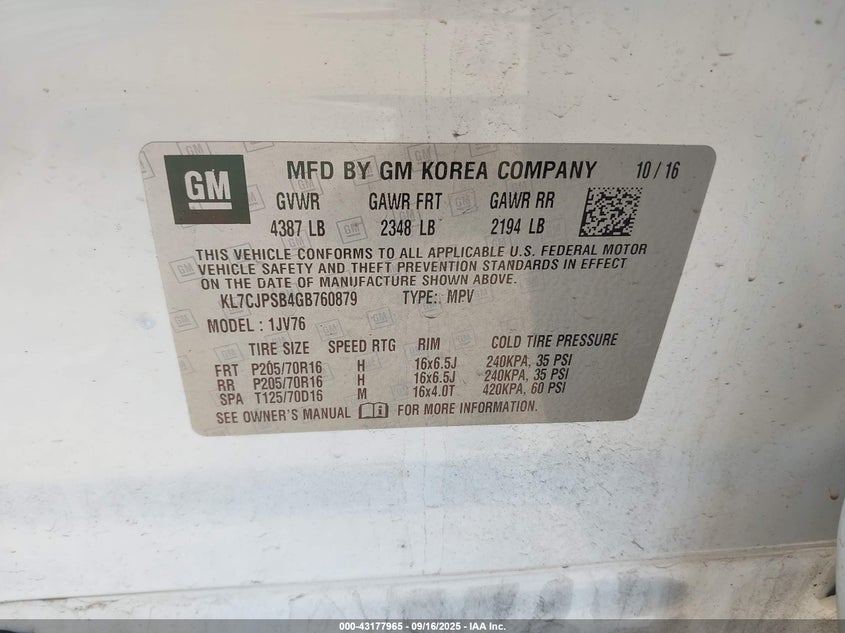 GM
MFD BY GM KOREA COMPANY 10 / 16
GVWR GAWR FRT GAWR RR
4387 LB 2348 LB 2194 LB
THIS VEHICLE CONFORMS TO ALL APPLICABLE U.S. FEDERAL MOTOR
VEHICLE SAFETY AND THEFT PREVENTION STANDARDS IN EFFECT
ON THE DATE OF MANUFACTURE SHOWN ABOVE.
KL7CJPSB4GB760879 TYPE: MPV
MODEL : 1JV76
TIRE SIZE SPEED RTG RIM COLD TIRE PRESSURE
FRT P205/70R16 H 16x6.5J 240KPA, 35 PSI
RR P205/70R16 H 16x6.5J 240KPA, 35 PSI
SPA T125/70D16 M 16x4.0T 420KPA, 60 PSI
SEE OWNER'S MANUAL i FOR MORE INFORMATION.
000-43177965 - 09/16/2025 - IAA Inc.